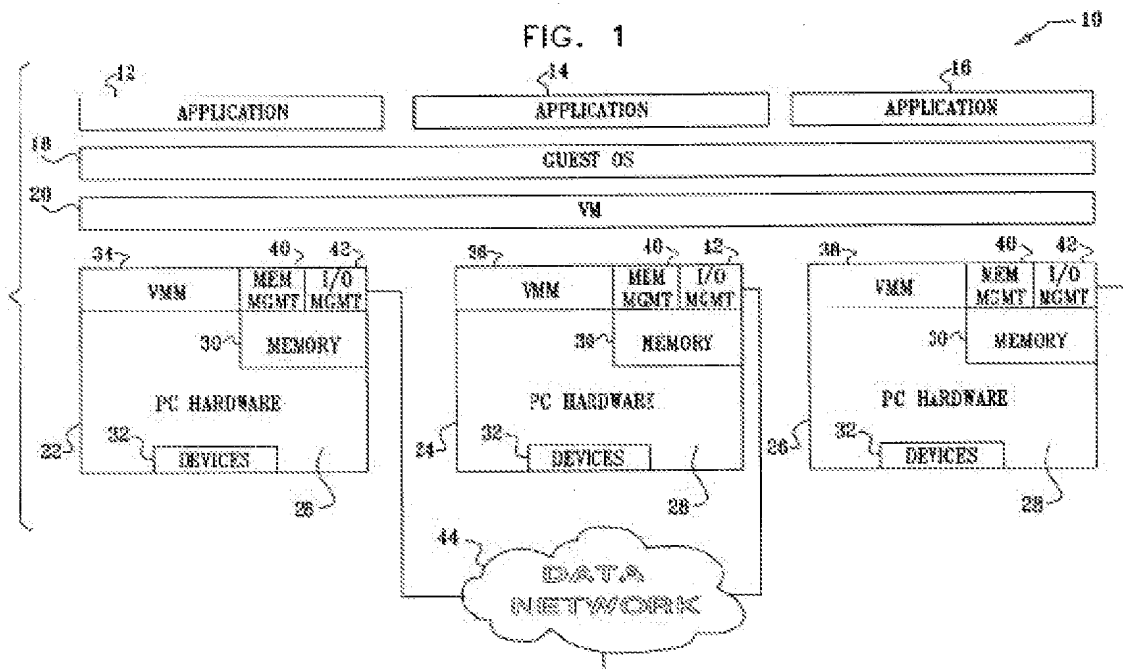 FIG. 1
10
12 14 16
APPLICATION APPLICATION APPLICATION
18 GUEST OS
20 VM
34 40 42 36 40 42 38 40 42
VMM MEM MGMT I/O MGMT VMM MEM MGMT I/O MGMT VMM MEM MGMT I/O MGMT
30 MEMORY 30 MEMORY 30 MEMORY
PC HARDWARE PC HARDWARE PC HARDWARE
22 32 DEVICES 24 32 DEVICES 26 32 DEVICES
28 28 28
44
DATA
NETWORK